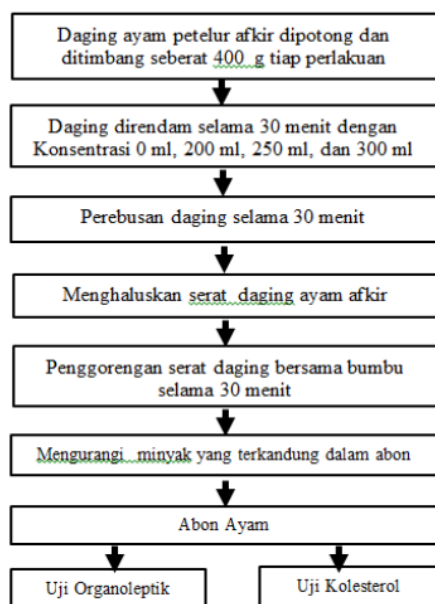 Daging ayam petelur afkir dipotong dan
ditimbang seberat 400 g tiap perlakuan
Daging direndam selama 30 menit dengan
Konsentrasi 0 ml, 200 ml, 250 ml, dan 300 ml
Perebusan daging selama 30 menit
Menghaluskan serat daging ayam afkir
Penggorengan serat daging bersama bumbu
selama 30 menit
Mengurangi minyak yang terkandung dalam abon
Abon Ayam
Uji Organoleptik
Uji Kolesterol